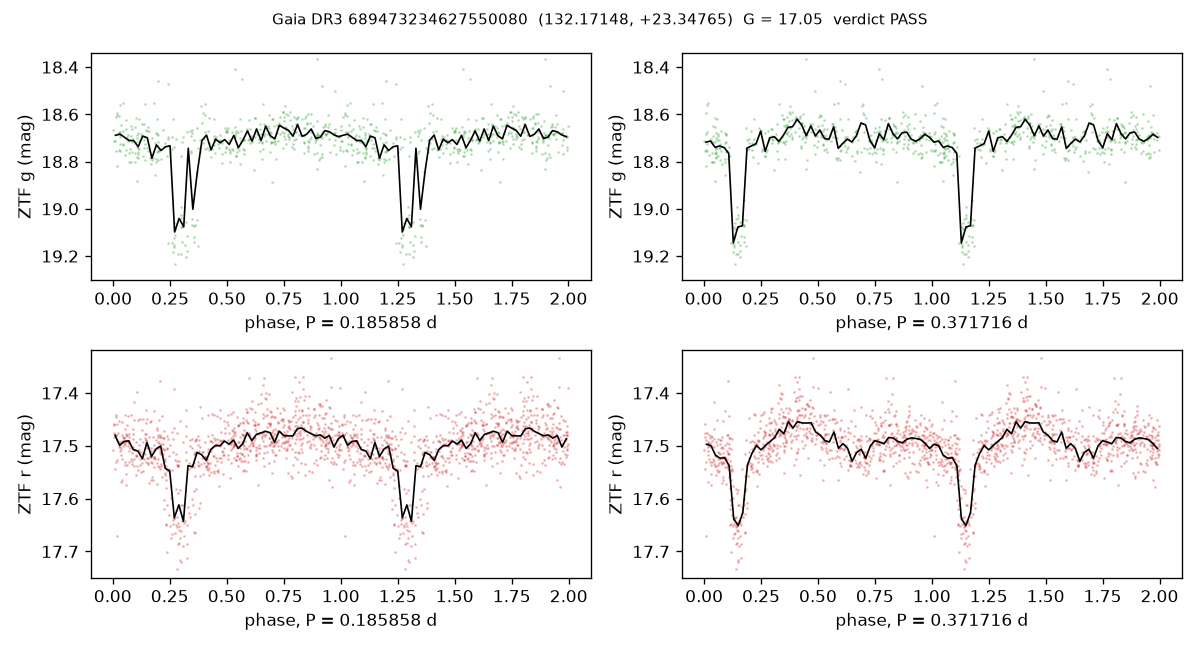 Gaia DR3 689473234627550080 (132.17148, +23.34765) G = 17.05 verdict PASS
ZTF g (mag)
18.4
18.6
18.8
19.0
19.2
0.00 0.25 0.50 0.75 1.00 1.25 1.50 1.75 2.00
phase, P = 0.185858 d
ZTF g (mag)
18.4
18.6
18.8
19.0
19.2
0.00 0.25 0.50 0.75 1.00 1.25 1.50 1.75 2.00
phase, P = 0.371716 d
ZTF r (mag)
17.4
17.5
17.6
17.7
0.00 0.25 0.50 0.75 1.00 1.25 1.50 1.75 2.00
phase, P = 0.185858 d
ZTF r (mag)
17.4
17.5
17.6
17.7
0.00 0.25 0.50 0.75 1.00 1.25 1.50 1.75 2.00
phase, P = 0.371716 d